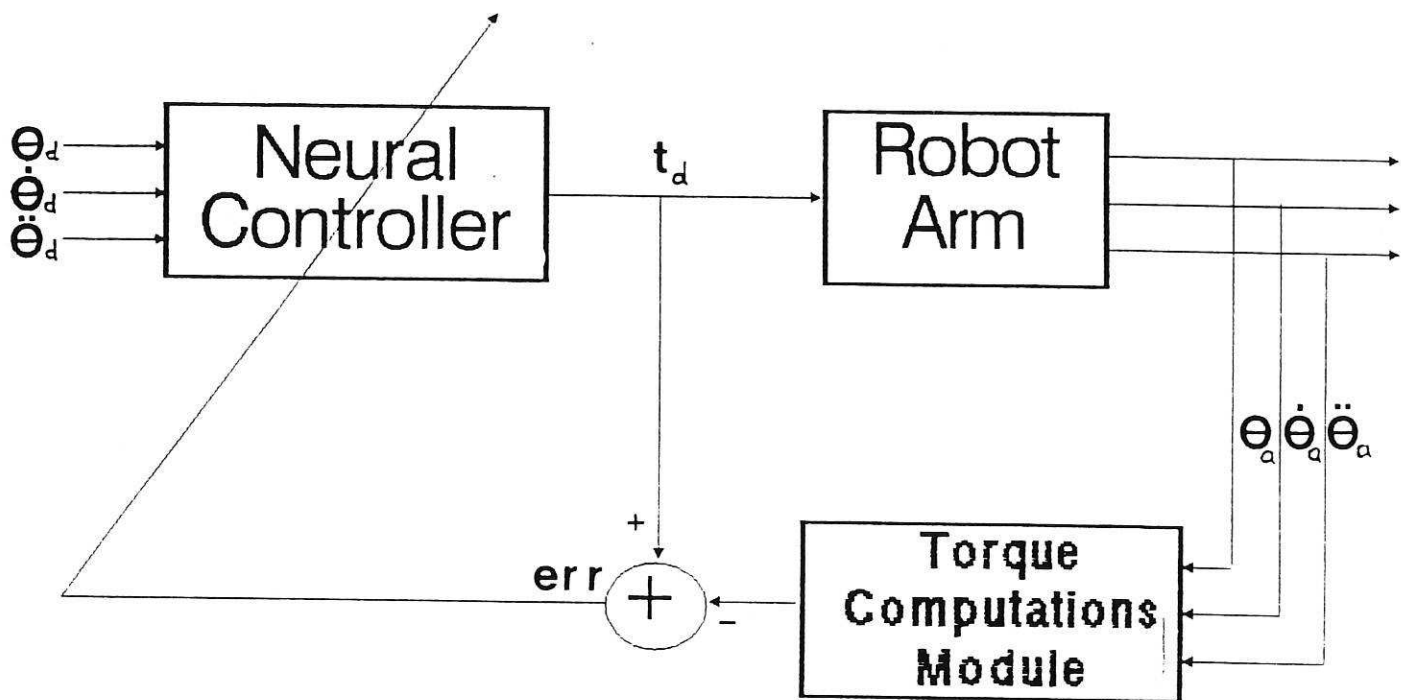 Neural
Controller
θd
θ̇d
θ̈d
td
Robot
Arm
θa θ̇a θ̈a
+
err
+
-
Torque
Computations
Module